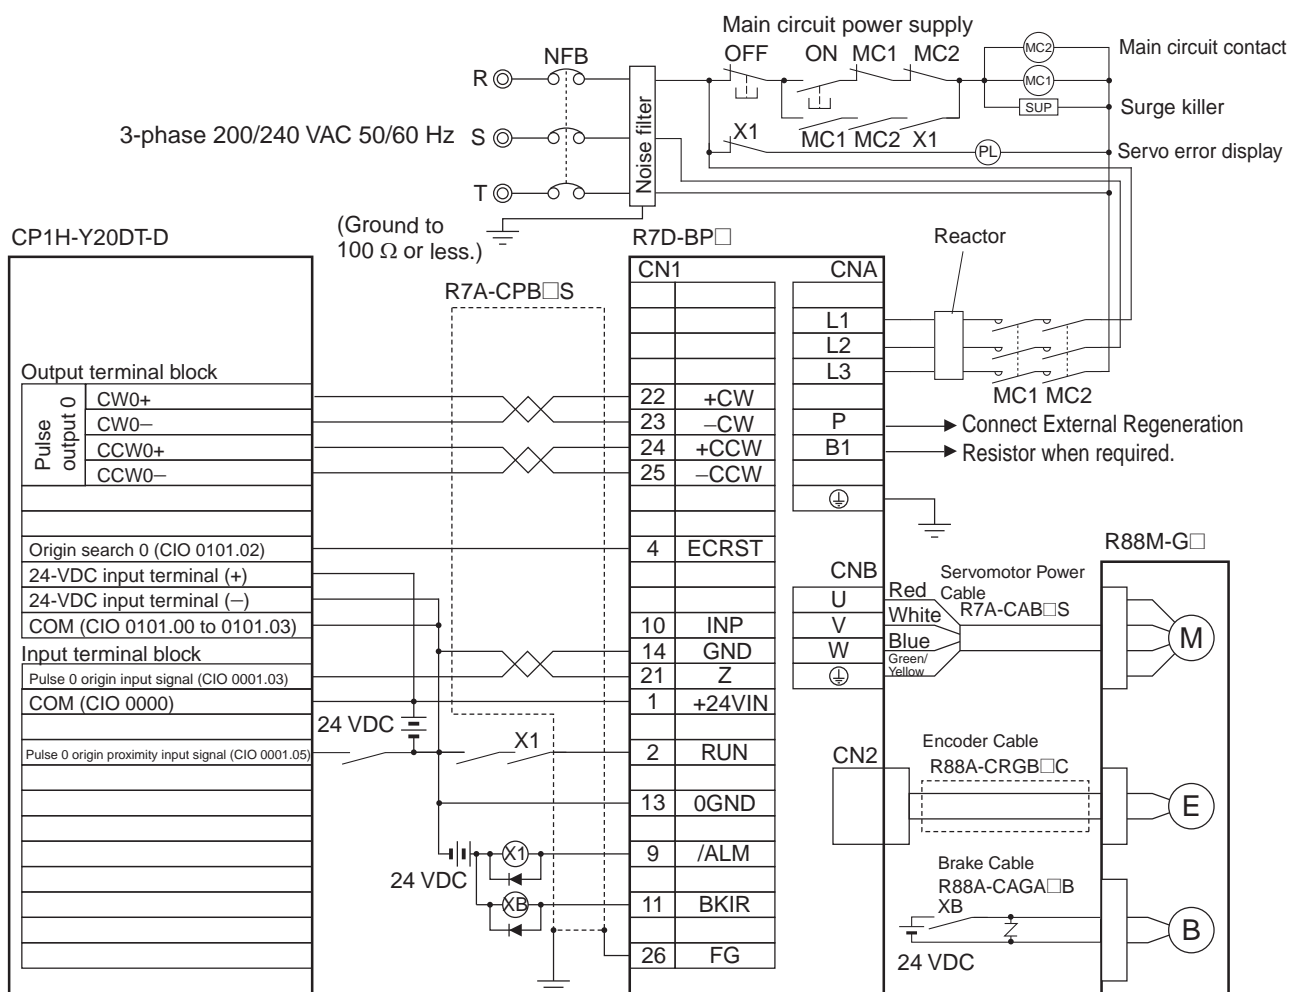 Main circuit power supply
OFF ON MC1 MC2
MC2
Main circuit contact
NFB
R
MC1
SUP
Surge killer
Noise filter
3-phase 200/240 VAC 50/60 Hz
S
X1
MC1 MC2 X1
PL
Servo error display
T
(Ground to
100 Ω or less.)
CP1H-Y20DT-D
R7D-BP□
Reactor
CN1
CNA
R7A-CPB□S
L1
L2
L3
MC1 MC2
Output terminal block
Pulse
output 0
CW0+
CW0−
CCW0+
CCW0−
22 +CW
23 −CW
24 +CCW
25 −CCW
P
B1
Connect External Regeneration
Resistor when required.
Origin search 0 (CIO 0101.02)
4 ECRST
R88M-G□
24-VDC input terminal (+)
24-VDC input terminal (−)
COM (CIO 0101.00 to 0101.03)
CNB
U
V
W
Red
White
Blue
Green/
Yellow
Servomotor Power
Cable
R7A-CAB□S
M
10 INP
Input terminal block
14 GND
Pulse 0 origin input signal (CIO 0001.03)
21 Z
COM (CIO 0000)
1 +24VIN
24 VDC
X1
Pulse 0 origin proximity input signal (CIO 0001.05)
2 RUN
CN2
Encoder Cable
R88A-CRGB□C
E
13 0GND
X1
9 /ALM
24 VDC
XB
11 BKIR
Brake Cable
R88A-CAGA□B
XB
B
24 VDC
26 FG